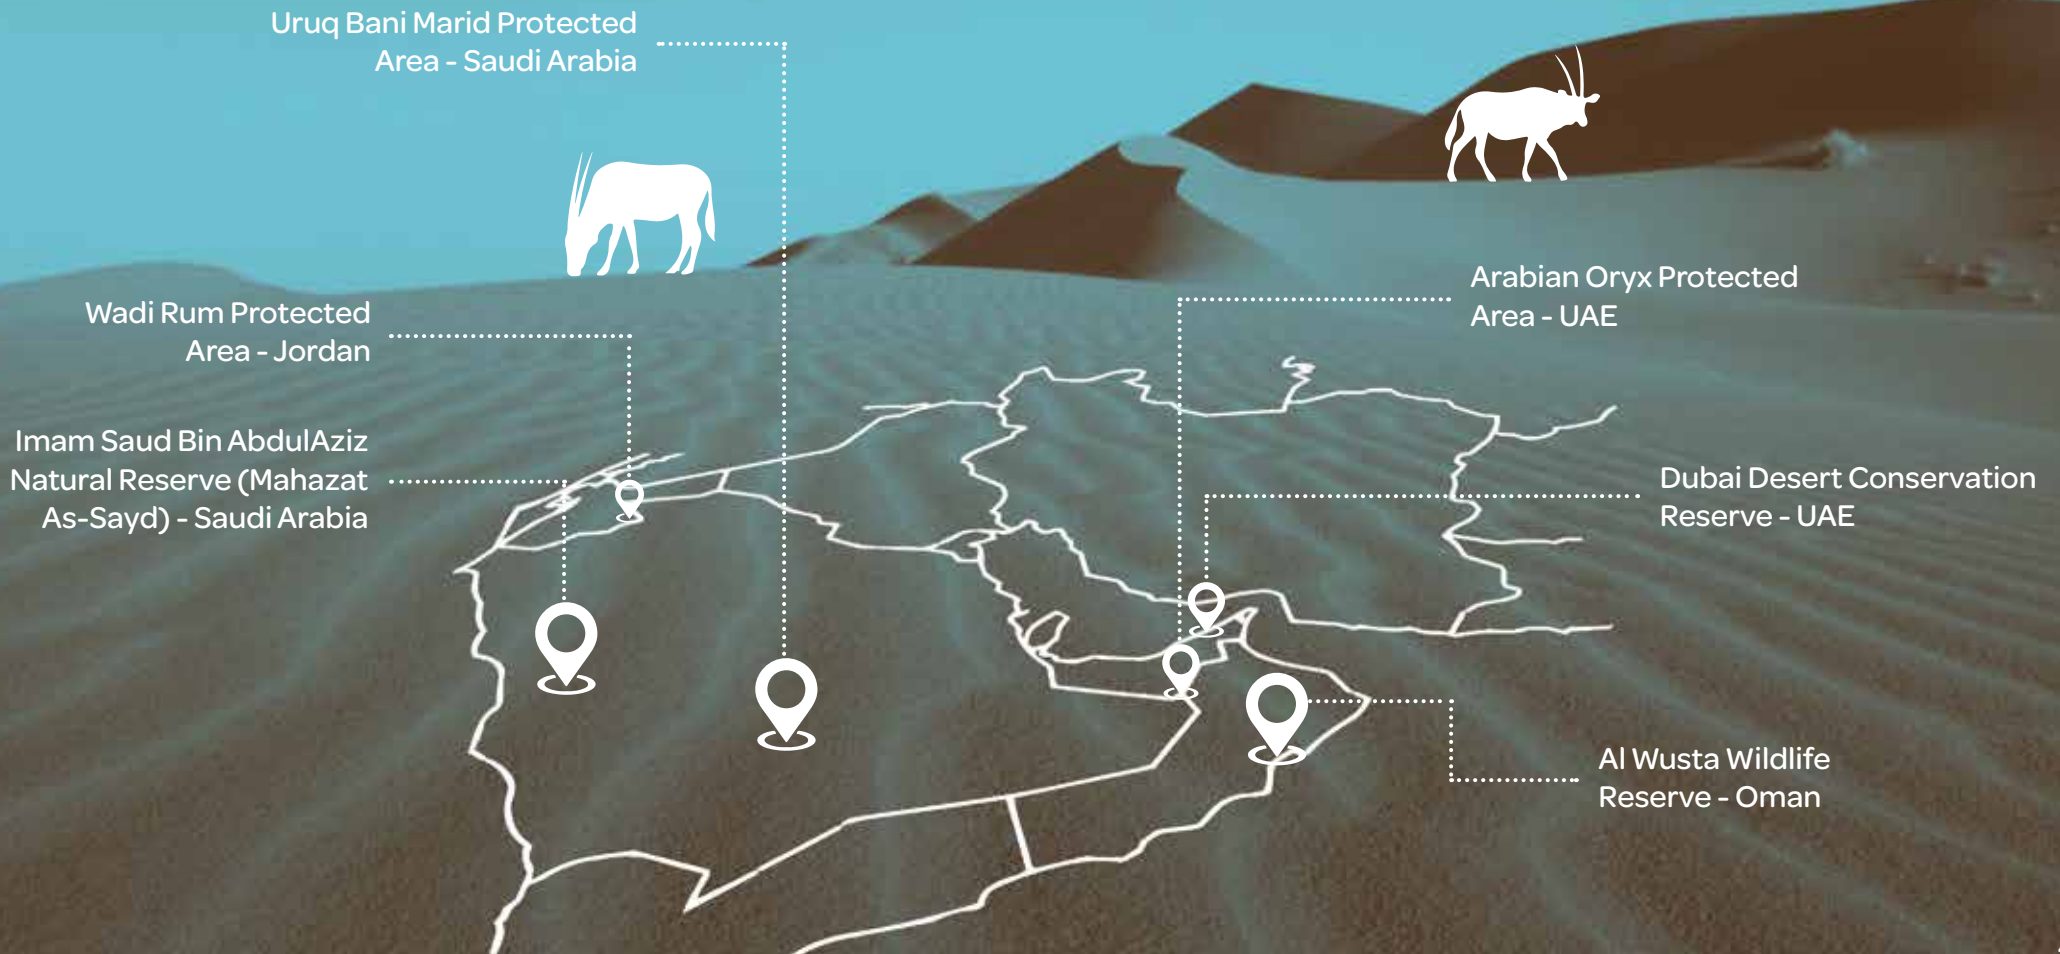 Uruq Bani Marid Protected
Area - Saudi Arabia
Wadi Rum Protected
Area - Jordan
Imam Saud Bin AbdulAziz
Natural Reserve (Mahazat
As-Sayd) - Saudi Arabia
Arabian Oryx Protected
Area - UAE
Dubai Desert Conservation
Reserve - UAE
Al Wusta Wildlife
Reserve - Oman